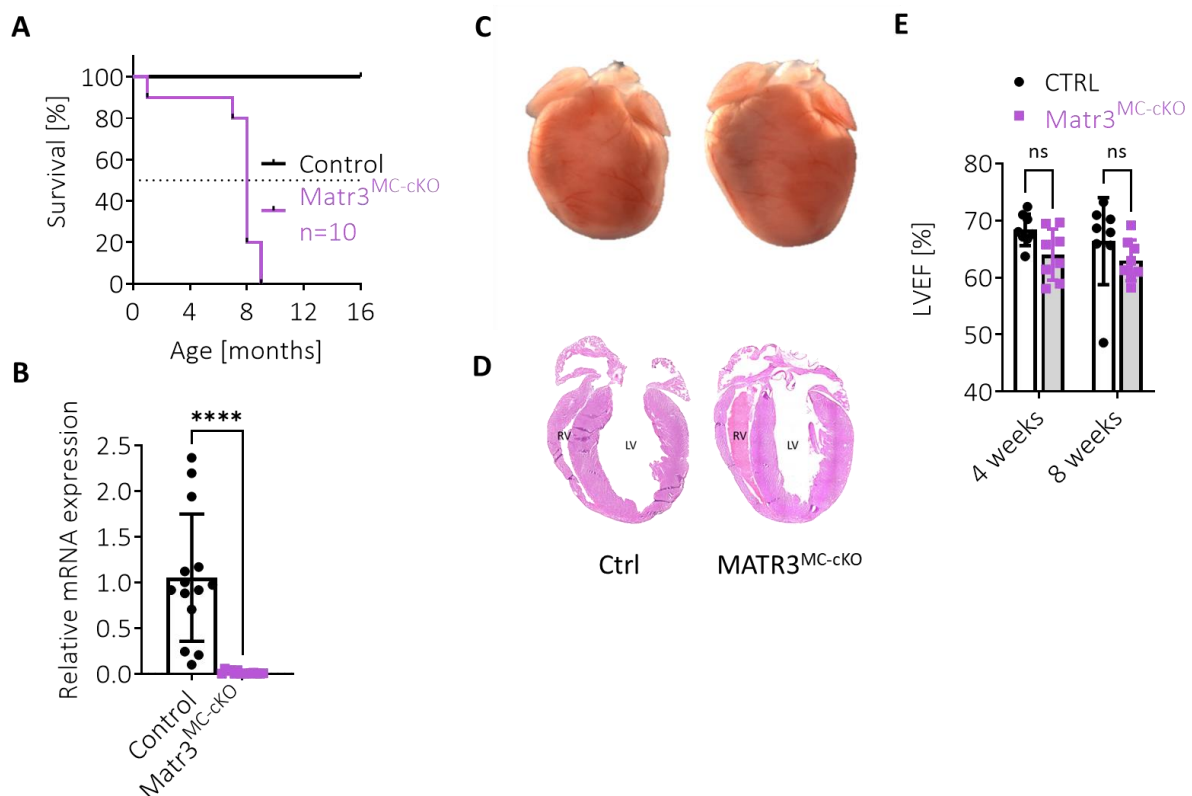 A
Survival [%]
100
80
60
40
20
0
0 4 8 12 16
Age [months]
Control
Matr3MC-cKO
n=10
B
Relative mRNA expression
2.5
2.0
1.5
1.0
0.5
0.0
****
Control
Matr3MC-cKO
C
D
RV
LV
RV
LV
Ctrl
MATR3MC-cKO
E
CTRL
Matr3MC-cKO
LVEF [%]
80
70
60
50
40
ns
ns
4 weeks
8 weeks